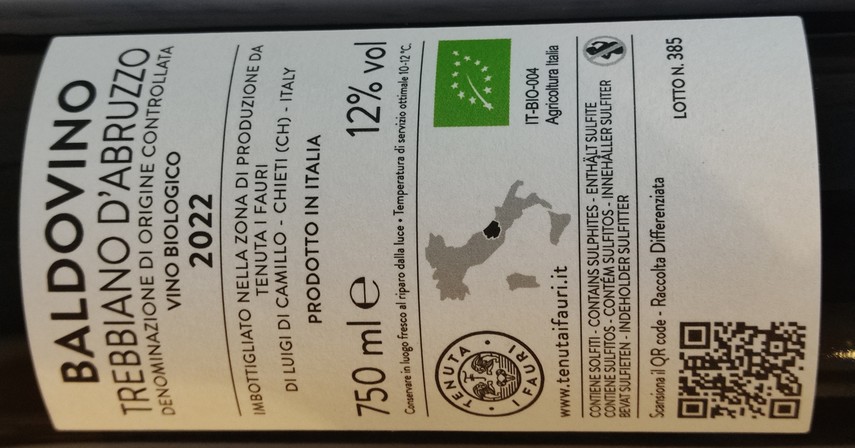 BALDOVINO
TREBBIANO D'ABRUZZO
DENOMINAZIONE DI ORIGINE CONTROLLATA
VINO BIOLOGICO
2022
IMBOTTIGLIATO NELLA ZONA DI PRODUZIONE DA
TENUTA I FAURI
DI LUIGI DI CAMILLO - CHIETI (CH) - ITALY
PRODOTTO IN ITALIA
750 ml e 12% vol
Conservare in luogo fresco al riparo dalla luce • Temperatura di servizio ottimale 10-12 °C.
TENUTA
I FAURI
IT-BIO-004
Agricoltura Italia
www.tenutaifauri.it
CONTIENE SOLFITI - CONTAINS SULPHITES - ENTHÄLT SULFITE
CONTIENE SULFITOS - CONTÉM SULFITOS - INNEHÅLLER SULFITER
BEVAT SULFIETEN - INDEHOLDER SULFITTER
Scansiona il QR code - Raccolta Differenziata
LOTTO N. 385